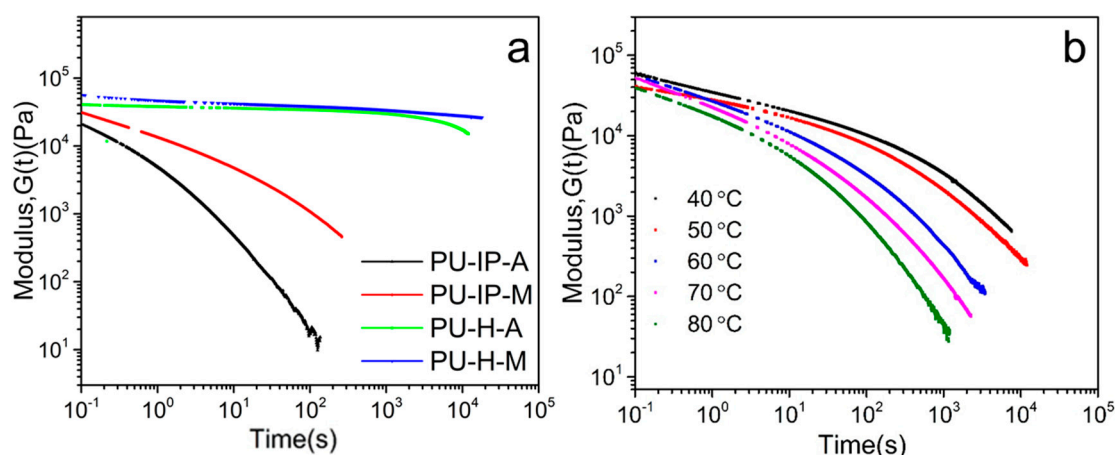 a
Modulus,G(t)(Pa)
10^5
10^4
10^3
10^2
10^1
PU-IP-A
PU-IP-M
PU-H-A
PU-H-M
10^-1 10^0 10^1 10^2 10^3 10^4 10^5
Time(s)
b
Modulus,G(t)(Pa)
10^5
10^4
10^3
10^2
10^1
40 °C
50 °C
60 °C
70 °C
80 °C
10^-1 10^0 10^1 10^2 10^3 10^4 10^5
Time(s)